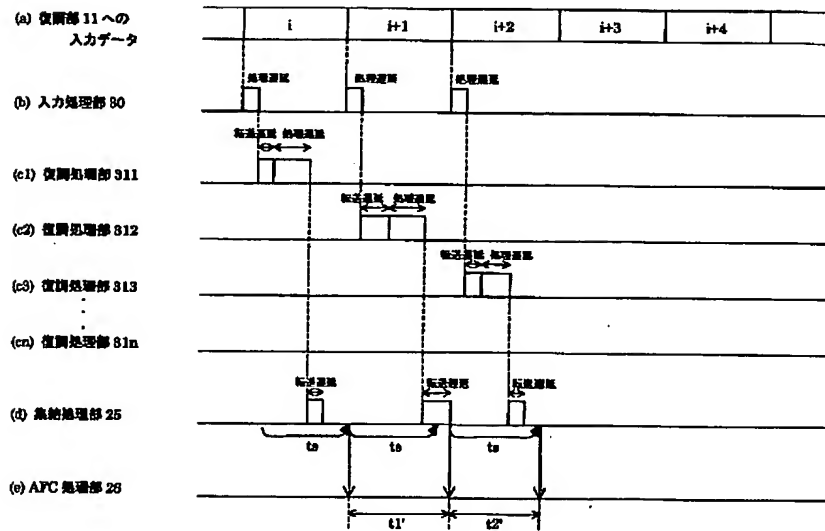 (a) 復調部 11 への
入力データ
i
i+1
i+2
i+3
i+4
処理遅延
処理遅延
処理遅延
(b) 入力処理部 30
転送遅延 処理遅延
(c1) 復調処理部 311
転送遅延 処理遅延
(c2) 復調処理部 312
転送遅延 処理遅延
(c3) 復調処理部 313
(cn) 復調処理部 31n
転送遅延
転送遅延
転送遅延
(d) 集結処理部 25
ts
ts
ts
(e) AFC 処理部 26
t1'
t2'